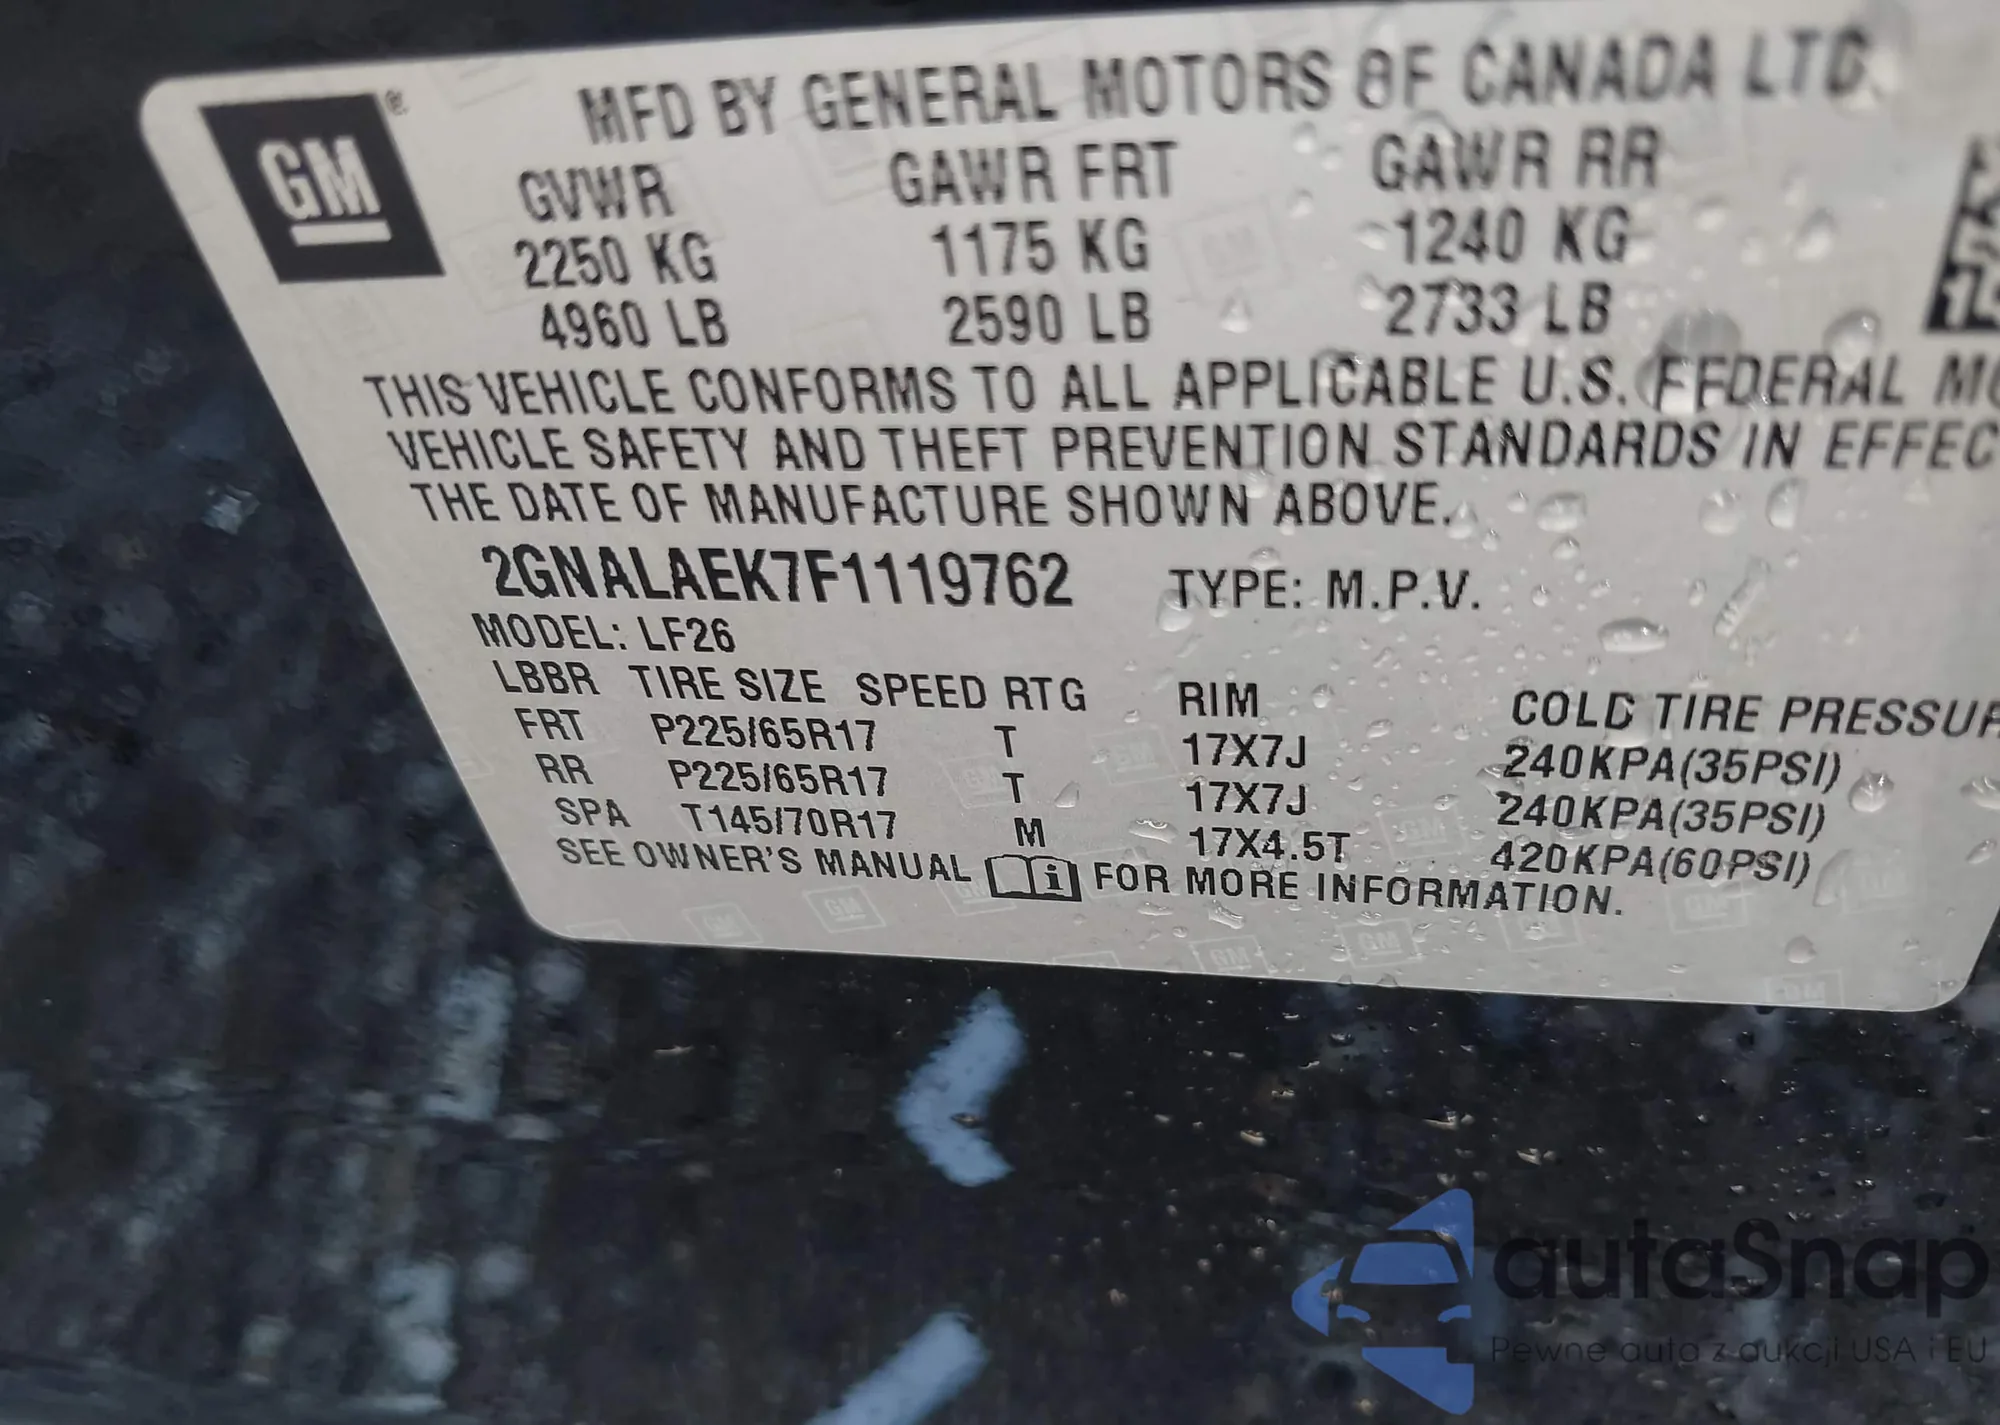 MFD BY GENERAL MOTORS OF CANADA LTD
GM
GVWR GAWR FRT GAWR RR
2250 KG 1175 KG 1240 KG
4960 LB 2590 LB 2733 LB
THIS VEHICLE CONFORMS TO ALL APPLICABLE U.S. FEDERAL MO
VEHICLE SAFETY AND THEFT PREVENTION STANDARDS IN EFFEC
THE DATE OF MANUFACTURE SHOWN ABOVE.
2GNALAEK7F1119762 TYPE: M.P.V.
MODEL: LF26
LBBR TIRE SIZE SPEED RTG RIM COLD TIRE PRESSUR
FRT P225/65R17 T 17X7J 240KPA(35PSI)
RR P225/65R17 T 17X7J 240KPA(35PSI)
SPA T145/70R17 M 17X4.5T 420KPA(60PSI)
SEE OWNER'S MANUAL i FOR MORE INFORMATION.
autaSnap
Pewne auta z aukcji USA i EU